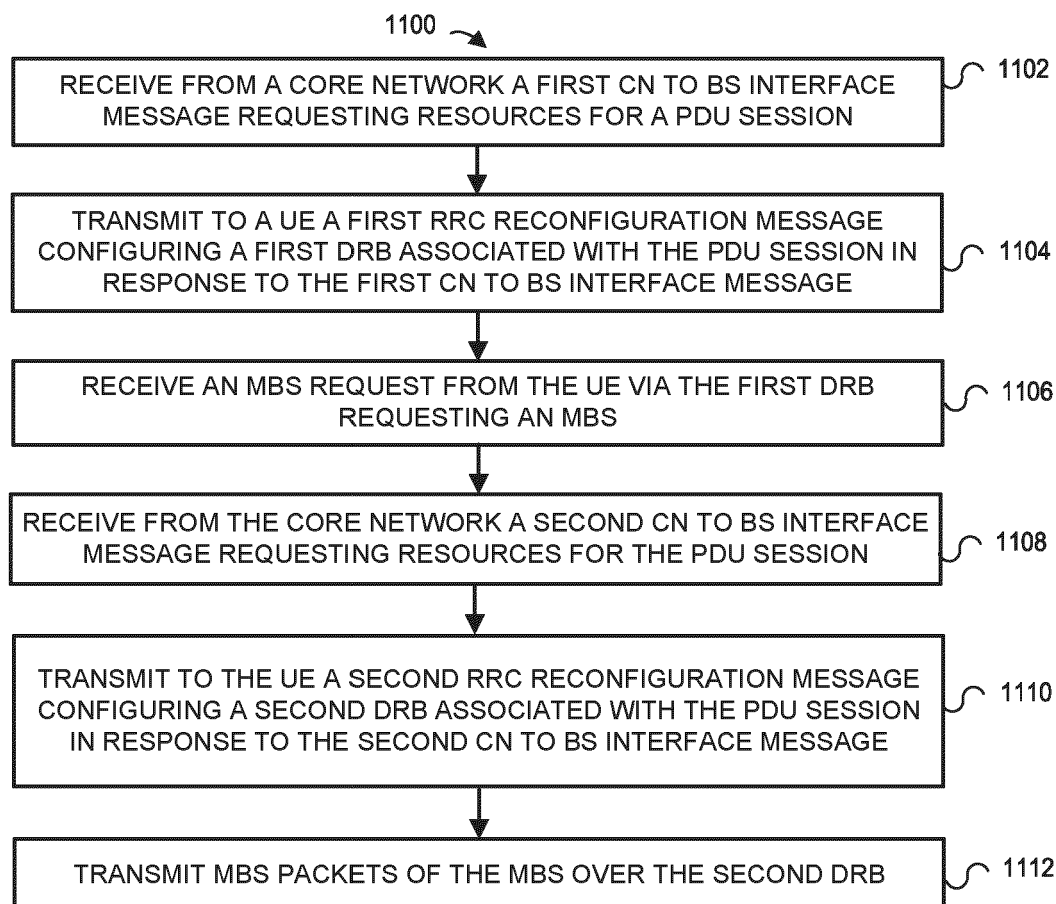 1100
RECEIVE FROM A CORE NETWORK A FIRST CN TO BS INTERFACE
MESSAGE REQUESTING RESOURCES FOR A PDU SESSION
1102
TRANSMIT TO A UE A FIRST RRC RECONFIGURATION MESSAGE
CONFIGURING A FIRST DRB ASSOCIATED WITH THE PDU SESSION IN
RESPONSE TO THE FIRST CN TO BS INTERFACE MESSAGE
1104
RECEIVE AN MBS REQUEST FROM THE UE VIA THE FIRST DRB
REQUESTING AN MBS
1106
RECEIVE FROM THE CORE NETWORK A SECOND CN TO BS INTERFACE
MESSAGE REQUESTING RESOURCES FOR THE PDU SESSION
1108
TRANSMIT TO THE UE A SECOND RRC RECONFIGURATION MESSAGE
CONFIGURING A SECOND DRB ASSOCIATED WITH THE PDU SESSION
IN RESPONSE TO THE SECOND CN TO BS INTERFACE MESSAGE
1110
TRANSMIT MBS PACKETS OF THE MBS OVER THE SECOND DRB
1112